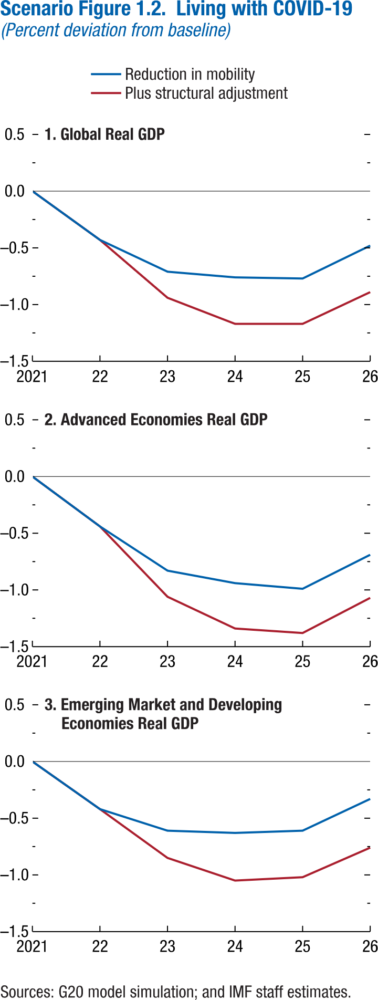 Scenario Figure 1.2.  Living with COVID-19
(Percent deviation from baseline)
Reduction in mobility
Plus structural adjustment
1. Global Real GDP
0.5
0.0
–0.5
–1.0
–1.5
2021 22 23 24 25 26
2. Advanced Economies Real GDP
0.5
0.0
–0.5
–1.0
–1.5
2021 22 23 24 25 26
3. Emerging Market and Developing
Economies Real GDP
0.5
0.0
–0.5
–1.0
–1.5
2021 22 23 24 25 26
Sources: G20 model simulation; and IMF staff estimates.